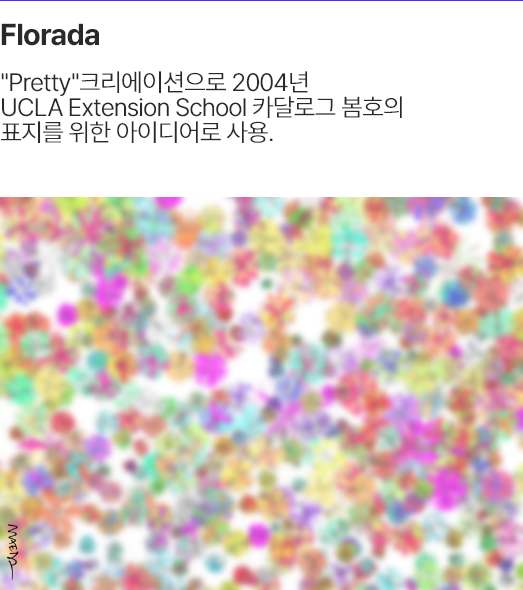 Florada
"Pretty"크리에이션으로 2004년
UCLA Extension School 카달로그 봄호의
표지를 위한 아이디어로 사용.